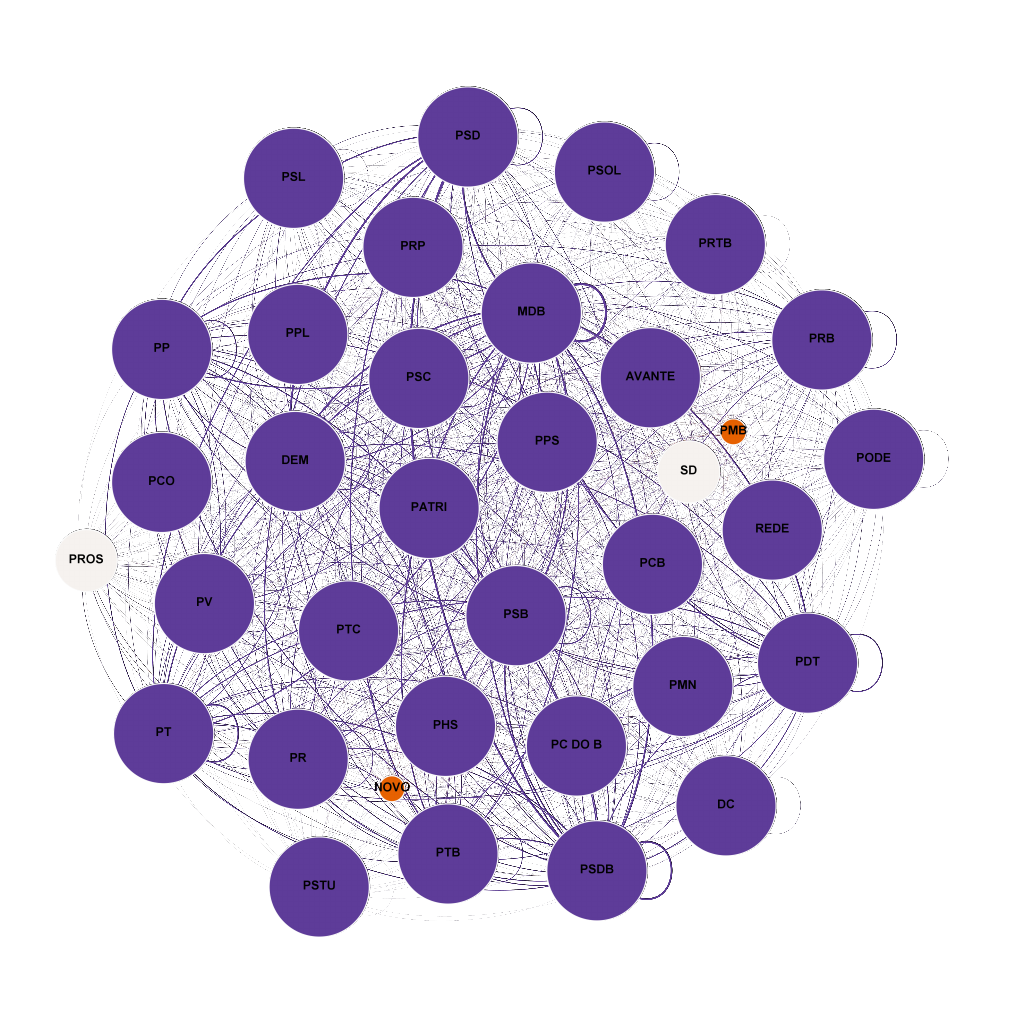 PSD
PSOL
PSL
PRTB
PRP
MDB
PPL
PRB
PP
PSC
AVANTE
PMB
PPS
PODE
DEM
SD
PCO
PATRI
REDE
PROS
PCB
PV
PSB
PTC
PDT
PMN
PHS
PT
PC DO B
PR
NOVO
DC
PTB
PSDB
PSTU